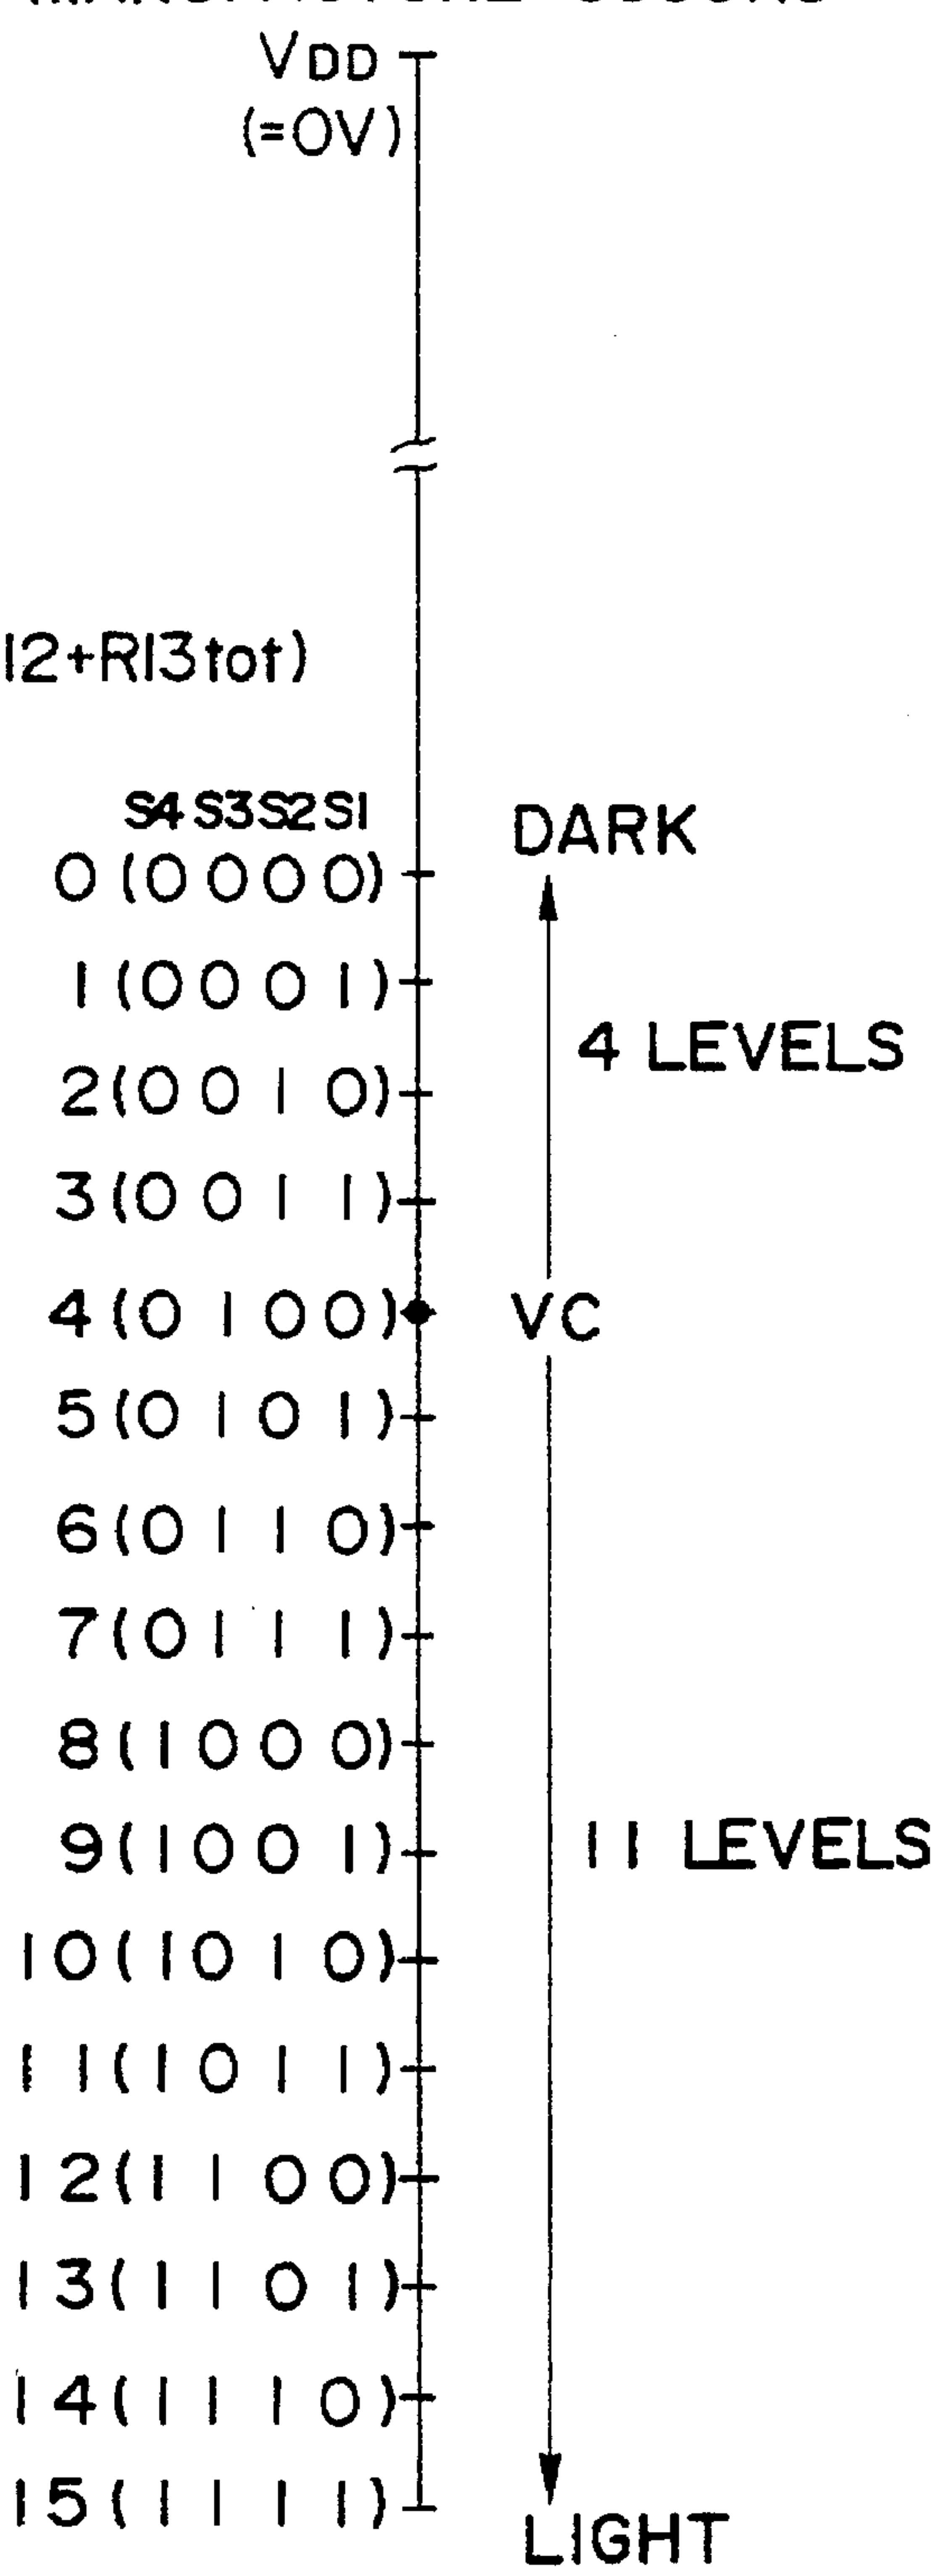 VDD
(=0V)
12+R13tot)
S4 S3 S2 S1
DARK
0 (0 0 0 0)
1 (0 0 0 1)
4 LEVELS
2 (0 0 1 0)
3 (0 0 1 1)
4 (0 1 0 0) VC
5 (0 1 0 1)
6 (0 1 1 0)
7 (0 1 1 1)
8 (1 0 0 0)
9 (1 0 0 1)
11 LEVELS
10 (1 0 1 0)
11 (1 0 1 1)
12 (1 1 0 0)
13 (1 1 0 1)
14 (1 1 1 0)
15 (1 1 1 1)
LIGHT